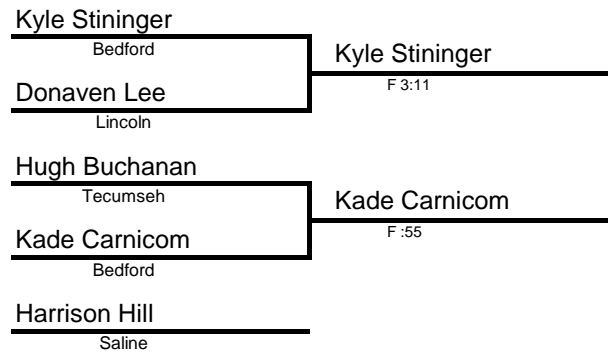 Kyle Stininger
Bedford
Kyle Stininger
F 3:11
Donaven Lee
Lincoln
Hugh Buchanan
Tecumseh
Kade Carnicom
F :55
Kade Carnicom
Bedford
Harrison Hill
Saline